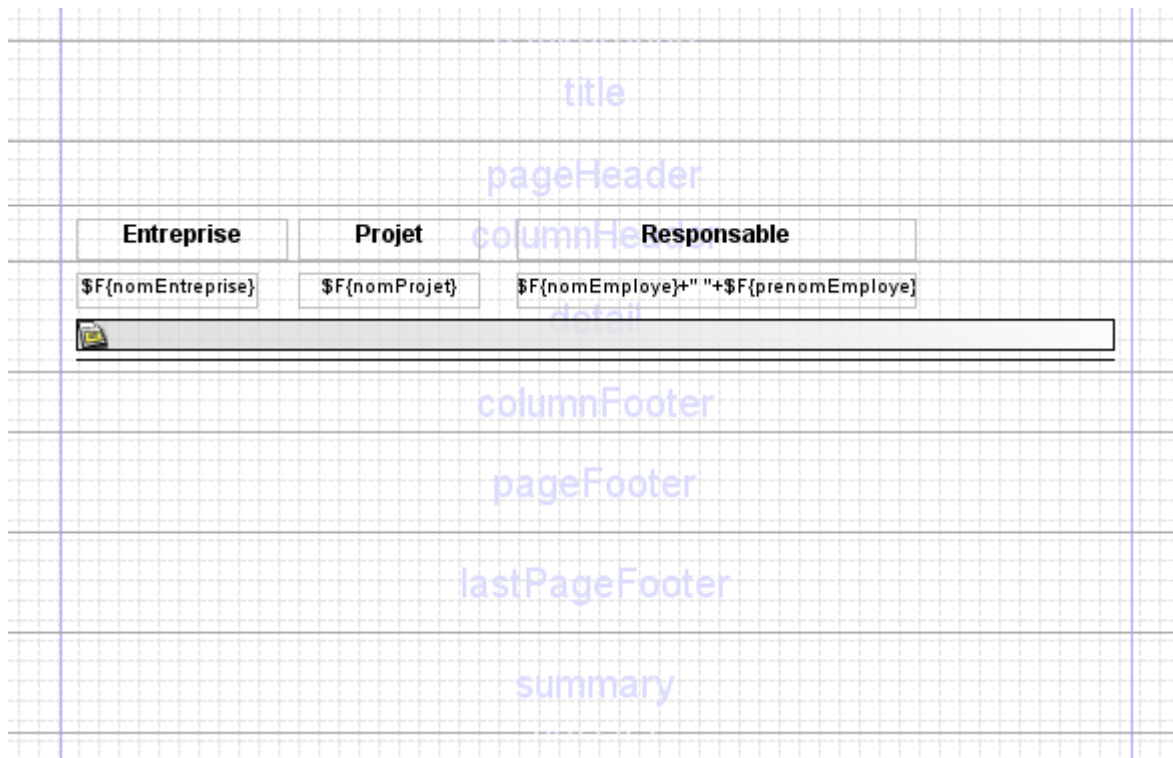 title
pageHeader
columnHeader
Entreprise Projet Responsable
$F{nomEntreprise} $F{nomProjet} $F{nomEmploye}+" "+$F{prenomEmploye}
detail
columnFooter
pageFooter
lastPageFooter
summary